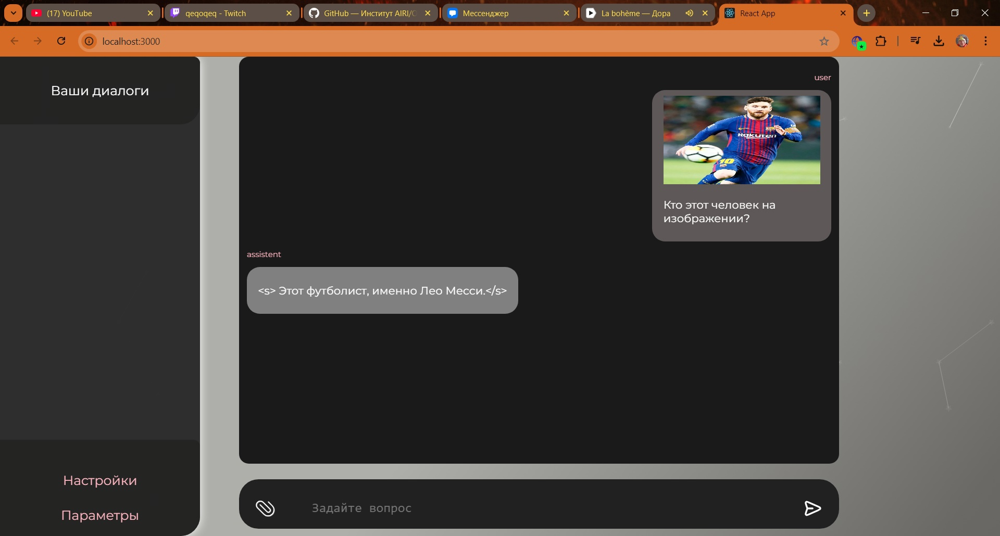 (17) YouTube
qeqoqeq - Twitch
GitHub — Институт AIRI/
Мессенджер
La bohème — Дора
React App
localhost:3000
Ваши диалоги
user
Rakuten
10
Кто этот человек на
изображении?
assistent
<s> Этот футболист, именно Лео Месси.</s>
Настройки
Параметры
Задайте вопрос